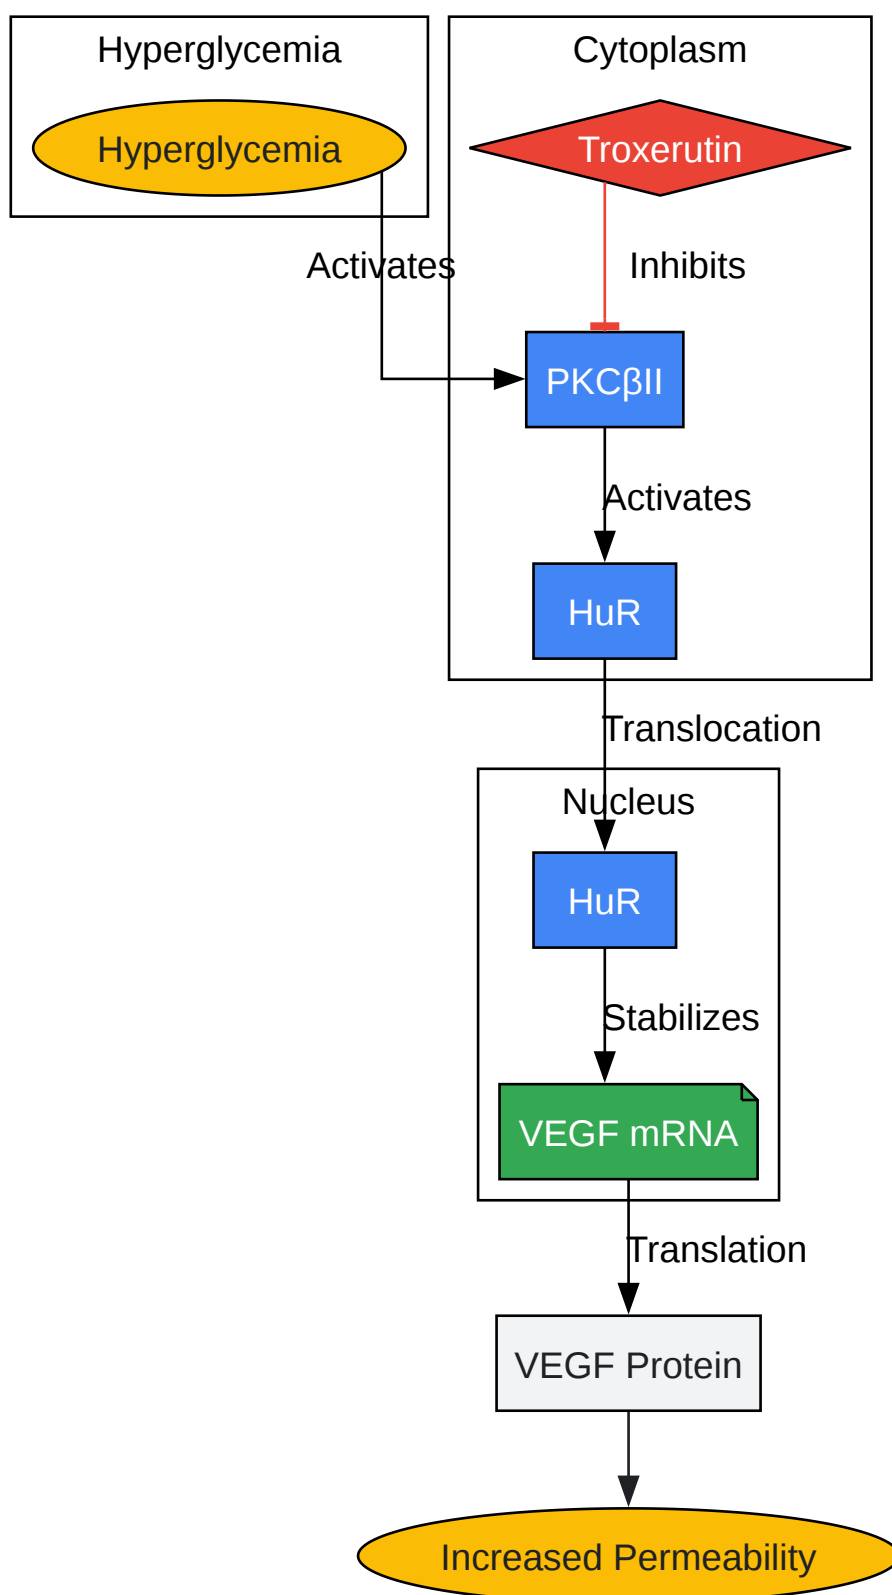 Hyperglycemia
Cytoplasm
Hyperglycemia
Troxerutin
Activates
Inhibits
PKCβII
Activates
HuR
Translocation
Nucleus
HuR
Stabilizes
VEGF mRNA
Translation
VEGF Protein
Increased Permeability